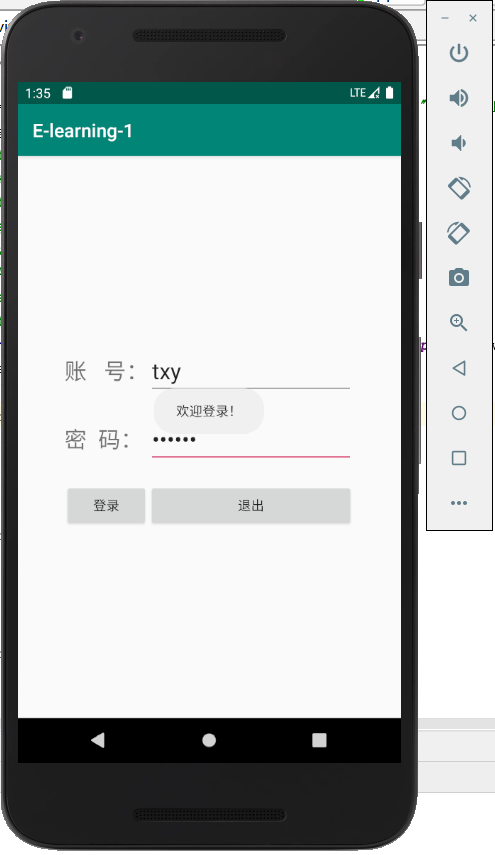 1:35 LTE
E-learning-1
账 号： txy
欢迎登录！
密 码： ••••••
登录 退出